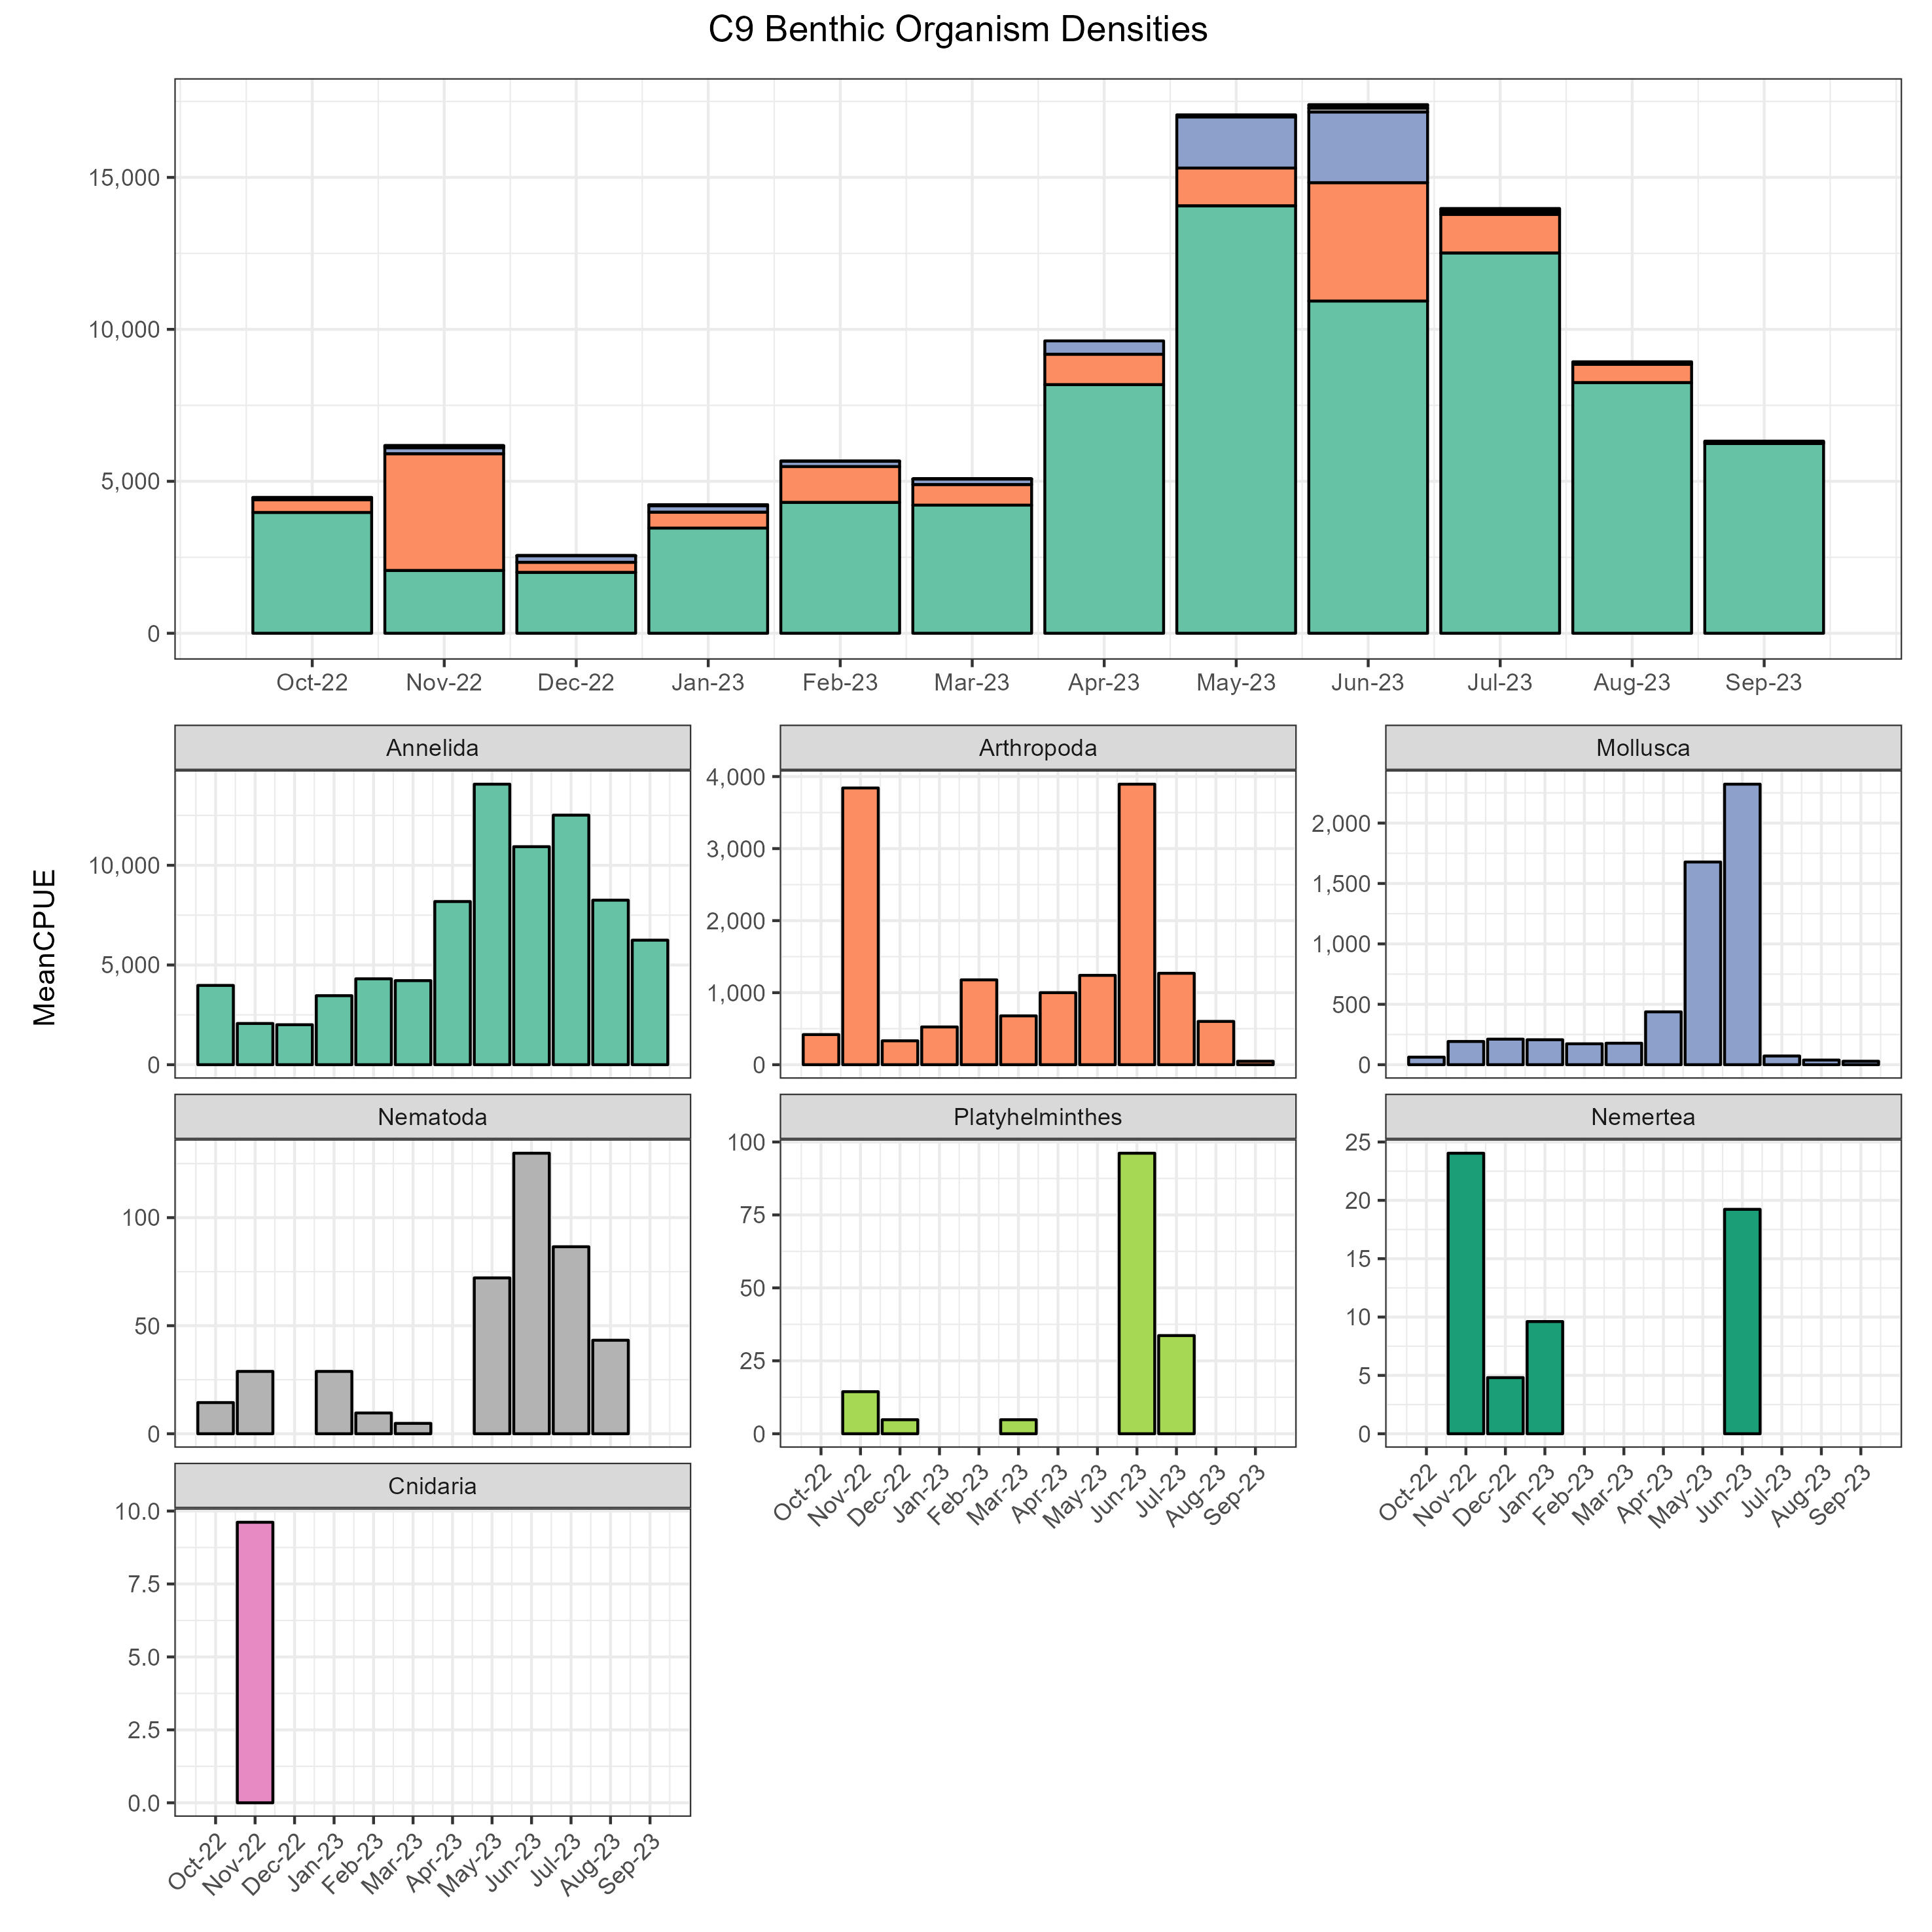 C9 Benthic Organism Densities
15,000
10,000
5,000
0
Oct-22 Nov-22 Dec-22 Jan-23 Feb-23 Mar-23 Apr-23 May-23 Jun-23 Jul-23 Aug-23 Sep-23
MeanCPUE
Annelida
10,000
5,000
0
Arthropoda
4,000
3,000
2,000
1,000
0
Mollusca
2,000
1,500
1,000
500
0
Nematoda
100
50
0
Platyhelminthes
100
75
50
25
0
Oct-22 Nov-22 Dec-22 Jan-23 Feb-23 Mar-23 Apr-23 May-23 Jun-23 Jul-23 Aug-23 Sep-23
Nemertea
25
20
15
10
5
0
Oct-22 Nov-22 Dec-22 Jan-23 Feb-23 Mar-23 Apr-23 May-23 Jun-23 Jul-23 Aug-23 Sep-23
Cnidaria
10.0
7.5
5.0
2.5
0.0
Oct-22 Nov-22 Dec-22 Jan-23 Feb-23 Mar-23 Apr-23 May-23 Jun-23 Jul-23 Aug-23 Sep-23